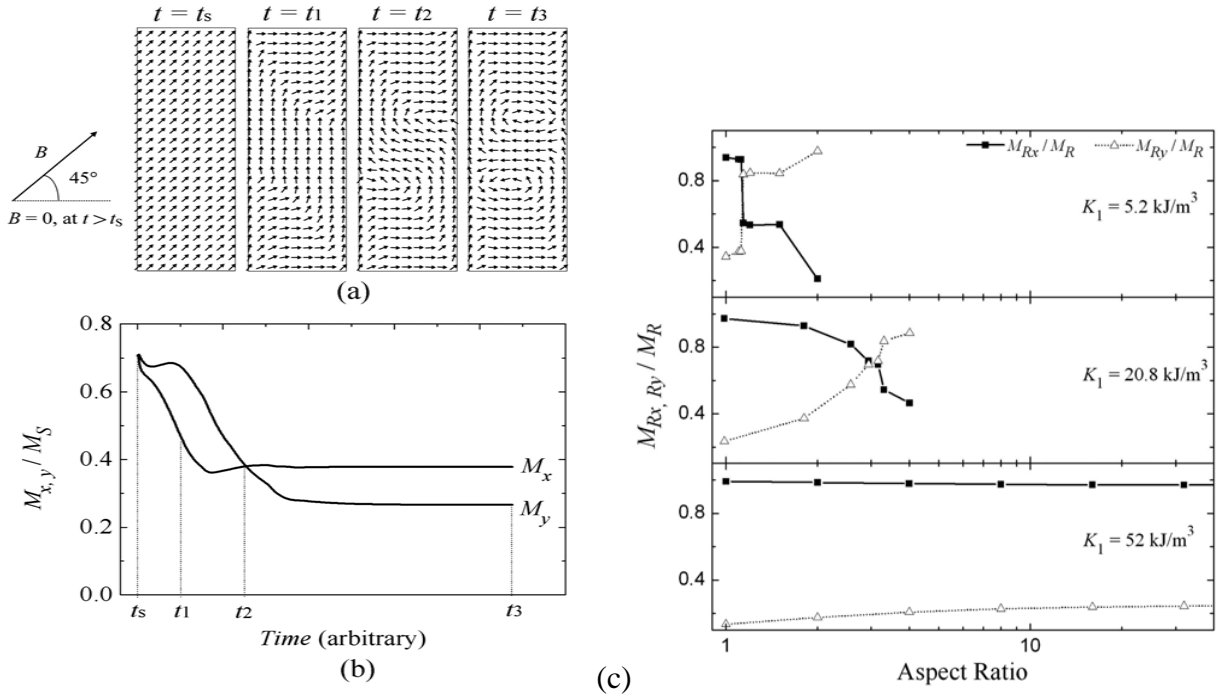 t = tₛ t = t1 t = t2 t = t3
B
45°
B = 0, at t > tₛ
(a)
0.8
0.6
0.4
0.2
0.0
Mx, y / MS
Mx
My
ts t1 t2 t3
Time (arbitrary)
(b)
MRx / MR MRy / MR
0.8
0.4
K1 = 5.2 kJ/m³
0.8
0.4
K1 = 20.8 kJ/m³
0.8
0.4
K1 = 52 kJ/m³
MRx, Ry / MR
1 10
Aspect Ratio
(c)